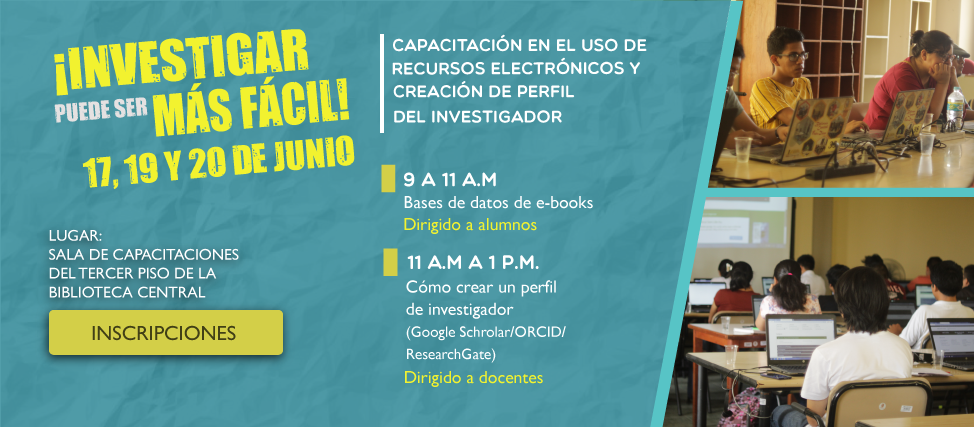 ¡INVESTIGAR
PUEDE SER MÁS FÁCIL!
17, 19 Y 20 DE JUNIO
LUGAR:
SALA DE CAPACITACIONES
DEL TERCER PISO DE LA
BIBLIOTECA CENTRAL
INSCRIPCIONES
CAPACITACIÓN EN EL USO DE
RECURSOS ELECTRÓNICOS Y
CREACIÓN DE PERFIL
DEL INVESTIGADOR
9 A 11 A.M
Bases de datos de e-books
Dirigido a alumnos
11 A.M A 1 P.M.
Cómo crear un perfil
de investigador
(Google Schrolar/ORCID/
ResearchGate)
Dirigido a docentes